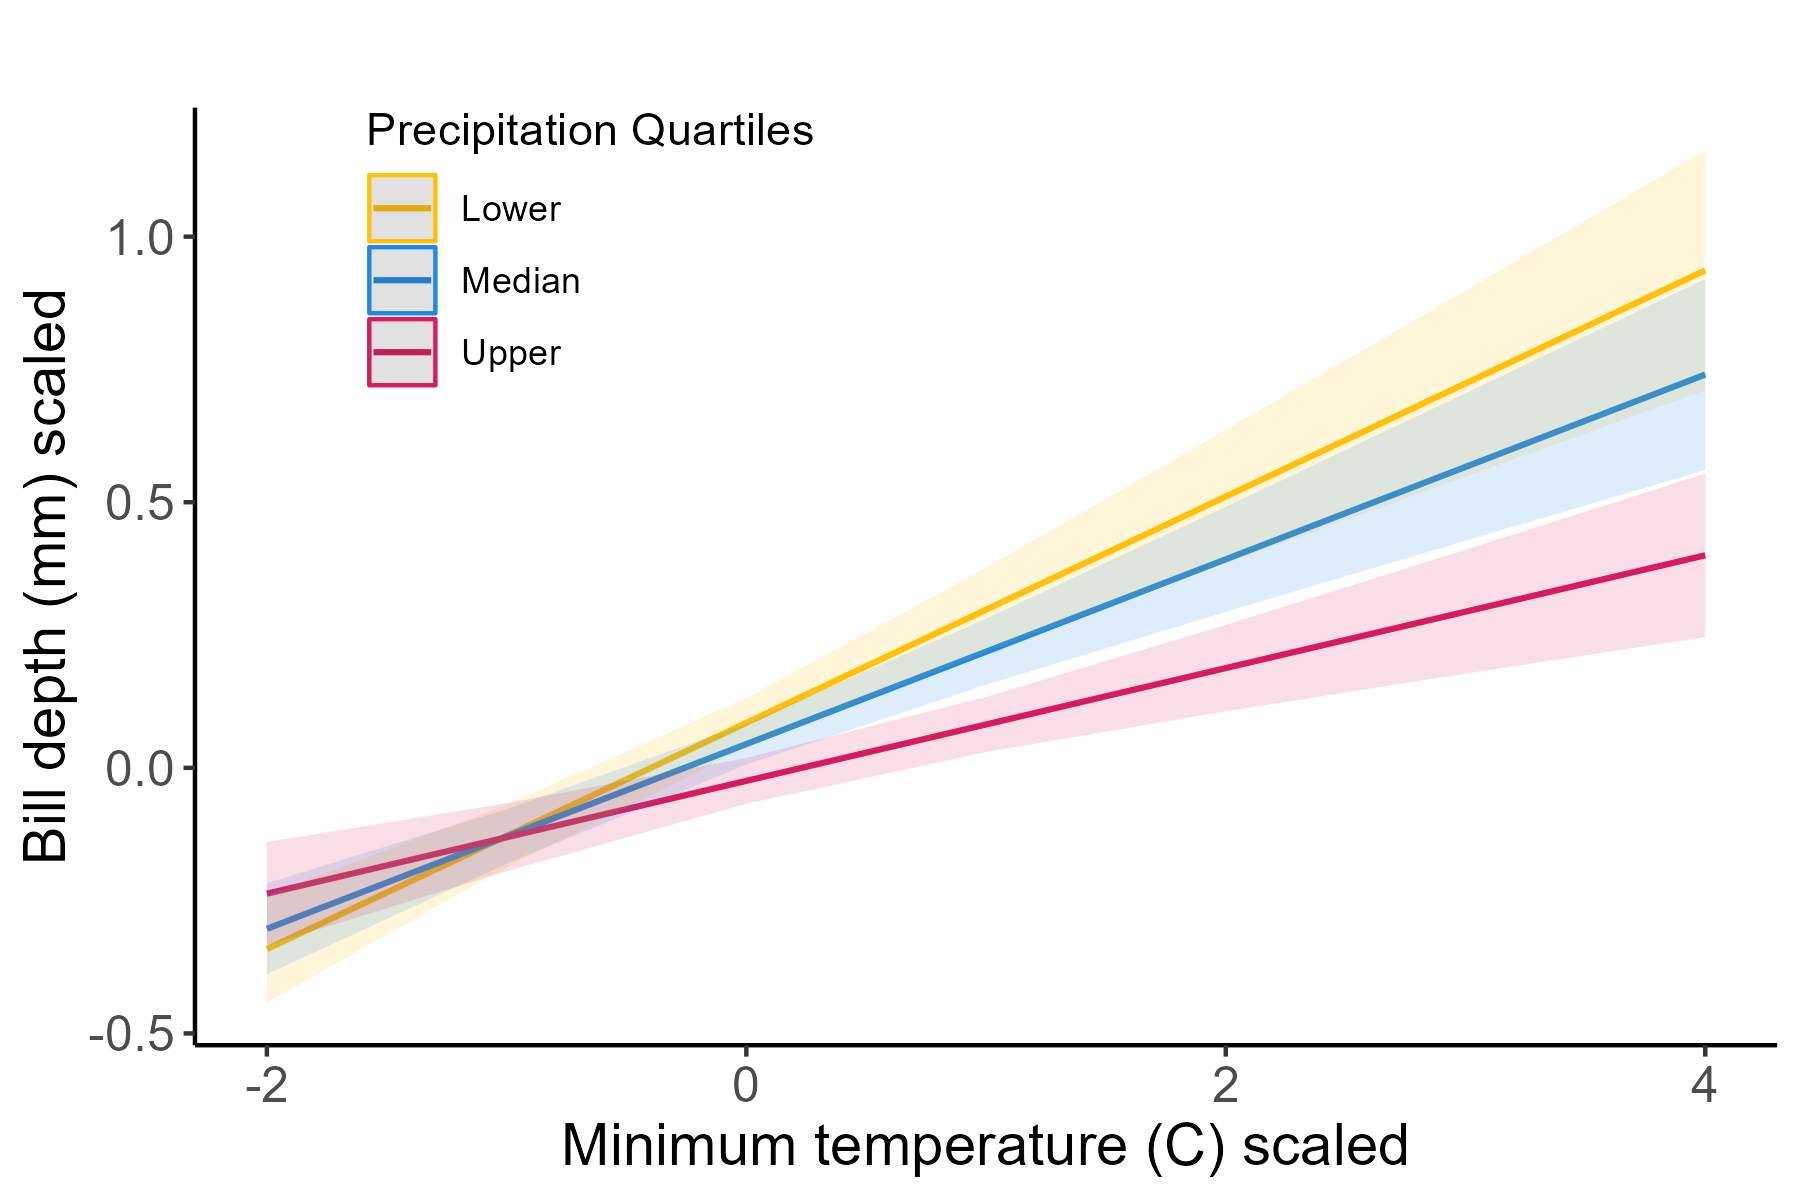 Precipitation Quartiles
Lower
Median
Upper
Bill depth (mm) scaled
1.0
0.5
0.0
-0.5
-2 0 2 4
Minimum temperature (C) scaled